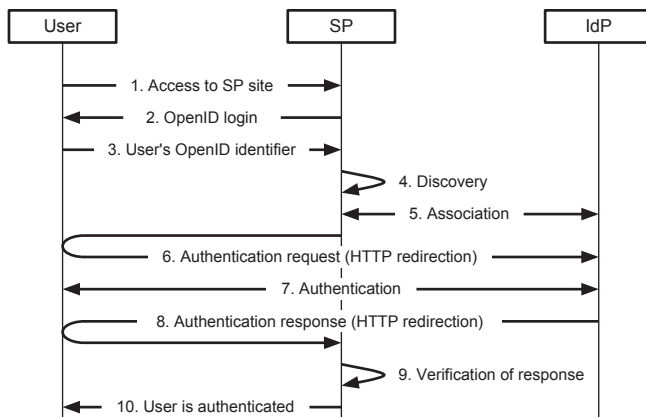 User
SP
IdP
1. Access to SP site
2. OpenID login
3. User's OpenID identifier
4. Discovery
5. Association
6. Authentication request (HTTP redirection)
7. Authentication
8. Authentication response (HTTP redirection)
9. Verification of response
10. User is authenticated